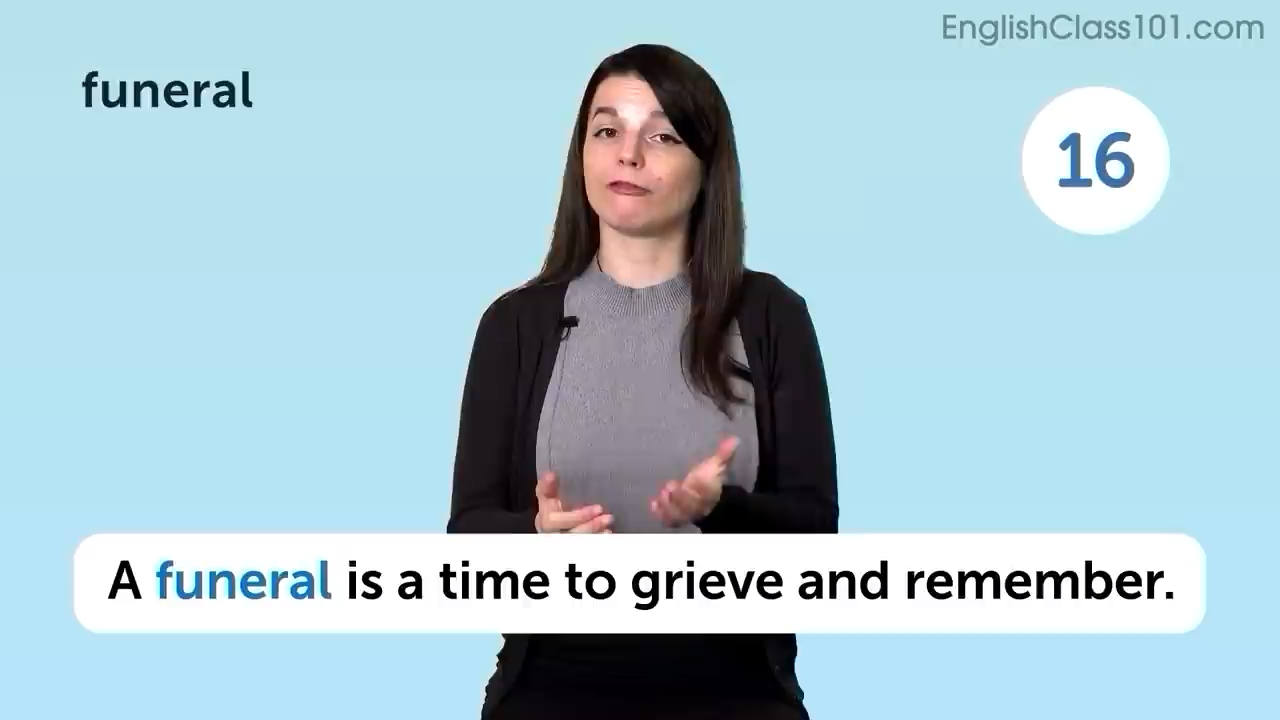 EnglishClass101.com
funeral
16
A funeral is a time to grieve and remember.